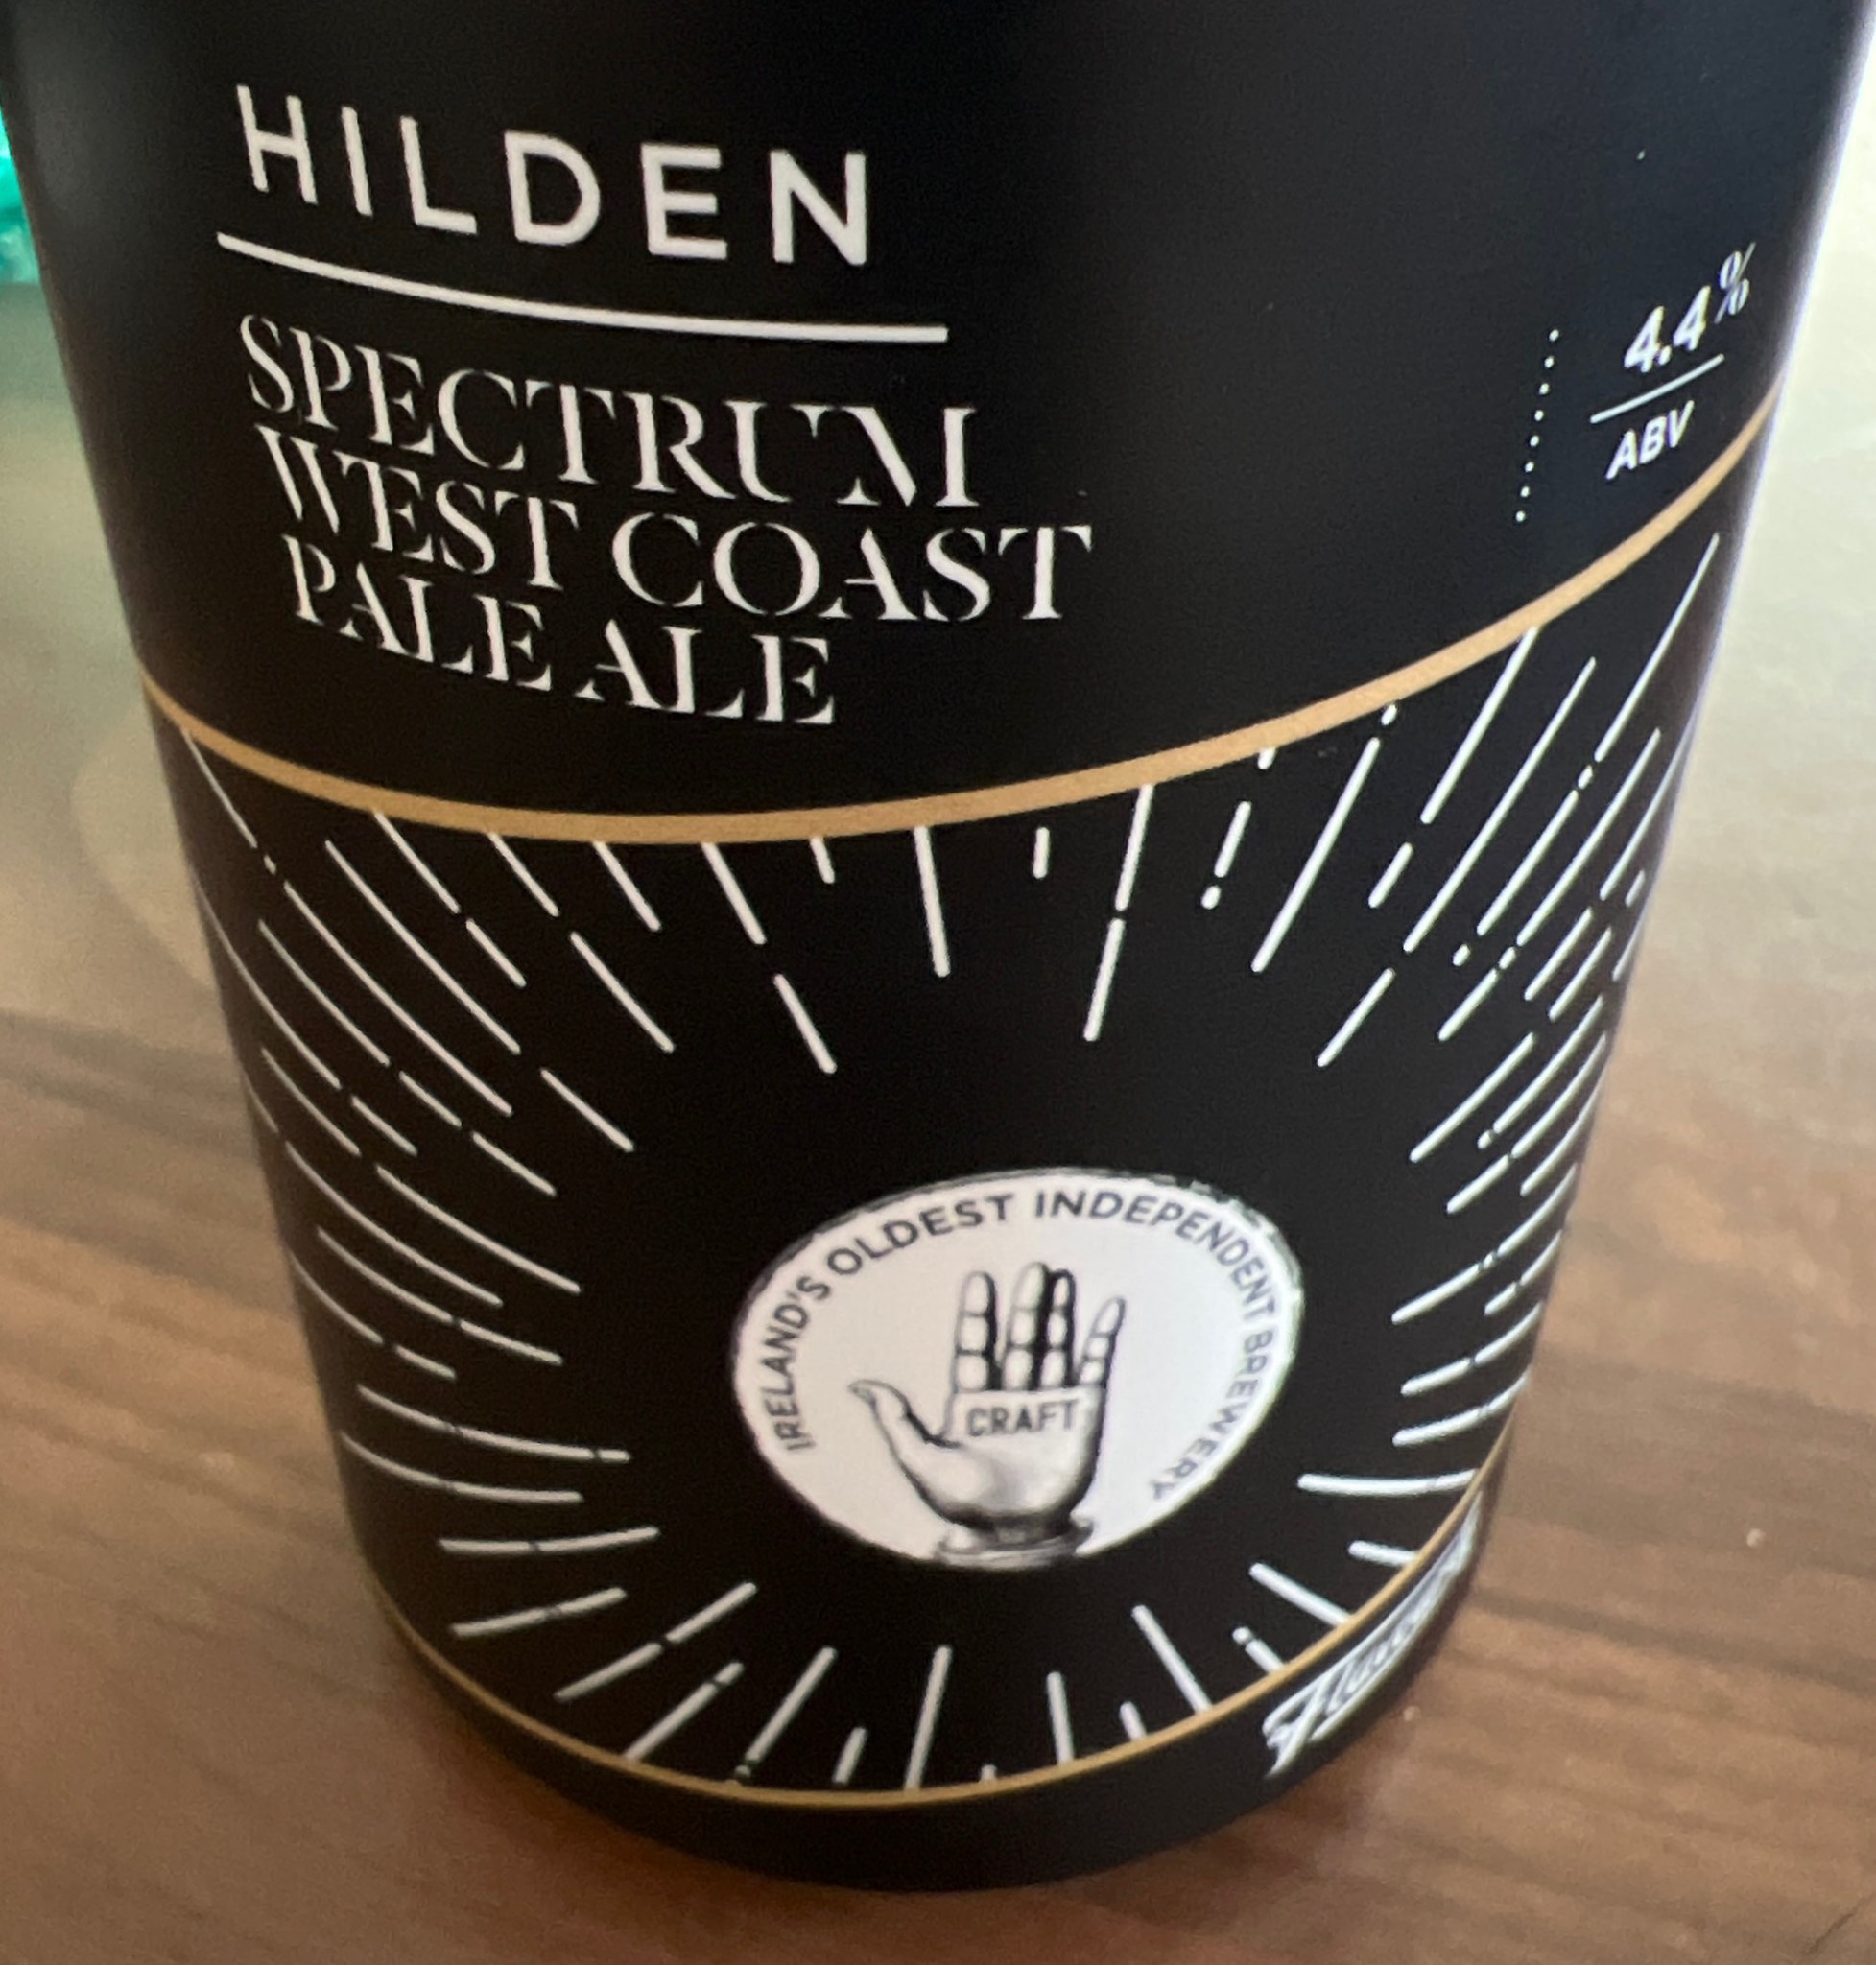 HILDEN
SPECTRUM
WEST COAST
PALE ALE
4.4%
ABV
IRELAND'S OLDEST INDEPENDENT BREWERY
CRAFT